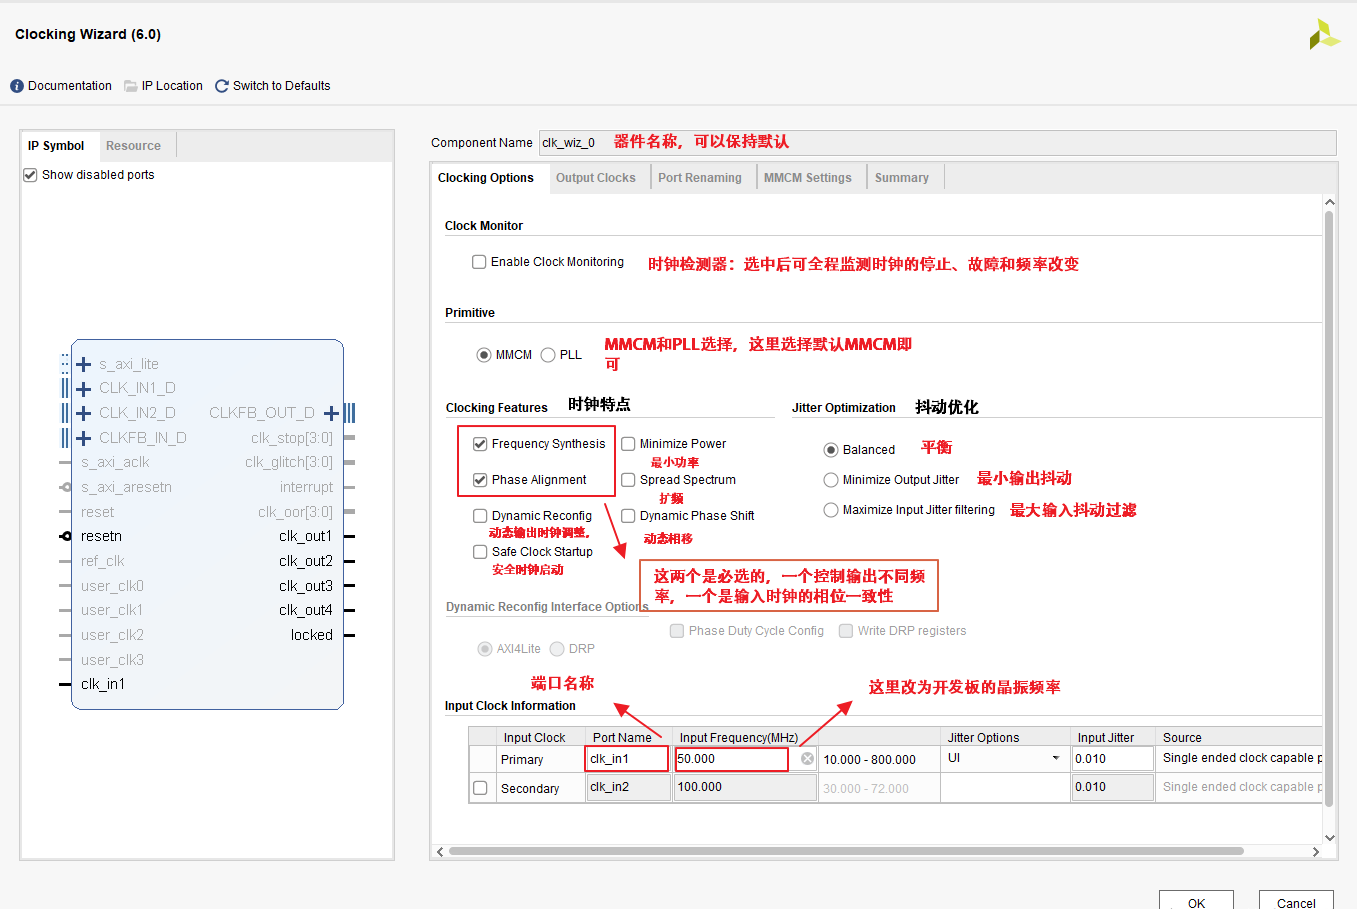 Clocking Wizard (6.0)
Documentation IP Location Switch to Defaults
IP Symbol Resource
Show disabled ports
s_axi_lite
CLK_IN1_D
CLK_IN2_D CLKFB_OUT_D
CLKFB_IN_D clk_stop[3:0]
s_axi_aclk clk_glitch[3:0]
s_axi_aresetn interrupt
reset clk_oor[3:0]
resetn clk_out1
ref_clk clk_out2
user_clk0 clk_out3
user_clk1 clk_out4
user_clk2 locked
user_clk3
clk_in1
Component Name clk_wiz_0 器件名称，可以保持默认
Clocking Options Output Clocks Port Renaming MMCM Settings Summary
Clock Monitor
Enable Clock Monitoring 时钟检测器：选中后可全程监测时钟的停止、故障和频率改变
Primitive
MMCM PLL MMCM和PLL选择，这里选择默认MMCM即
可
Clocking Features 时钟特点 Jitter Optimization 抖动优化
Frequency Synthesis Minimize Power Balanced 平衡
最小功率
Phase Alignment Spread Spectrum Minimize Output Jitter 最小输出抖动
扩频
Dynamic Reconfig Dynamic Phase Shift Maximize Input Jitter filtering 最大输入抖动过滤
动态输出时钟调整， 动态相移
Safe Clock Startup
安全时钟启动
这两个是必选的，一个控制输出不同频
率，一个是输入时钟的相位一致性
Dynamic Reconfig Interface Options
Phase Duty Cycle Config Write DRP registers
AXI4Lite DRP
端口名称 这里改为开发板的晶振频率
Input Clock Information
Input Clock Port Name Input Frequency(MHz) Jitter Options Input Jitter Source
Primary clk_in1 50.000 10.000 - 800.000 UI 0.010 Single ended clock capable p
Secondary clk_in2 100.000 30.000 - 72.000 0.010 Single ended clock capable p
OK Cancel